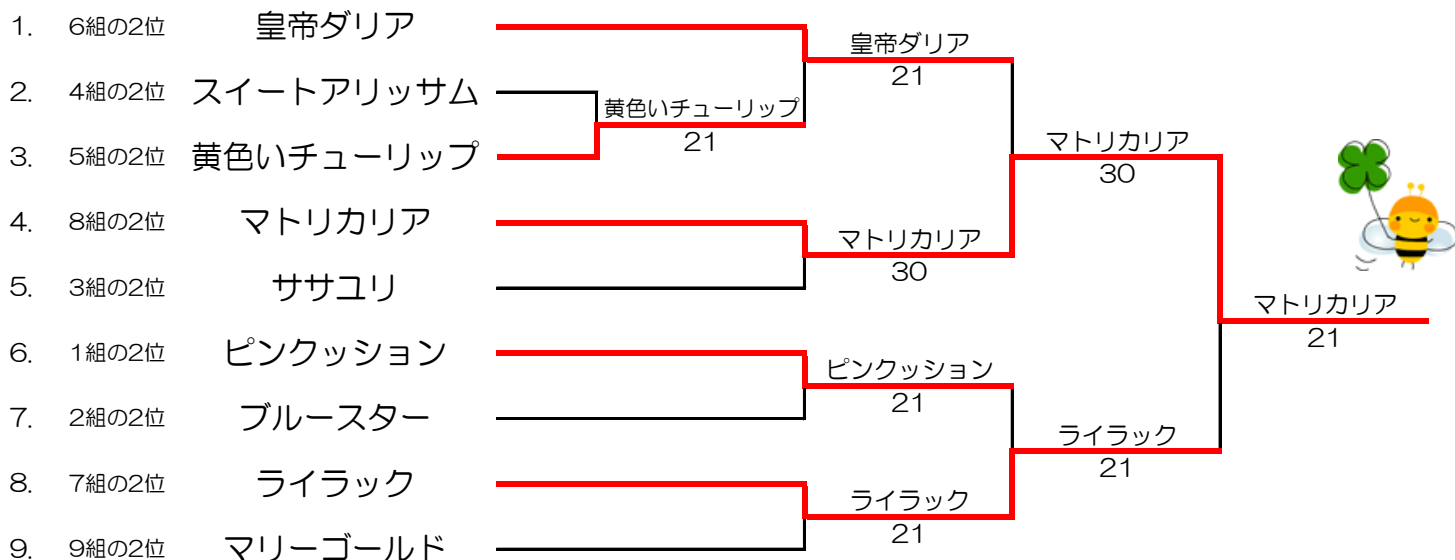 1. 6組の2位 皇帝ダリア
皇帝ダリア
21
2. 4組の2位 スイートアリッサム
黄色いチューリップ
21
3. 5組の2位 黄色いチューリップ
マトリカリア
30
4. 8組の2位 マトリカリア
マトリカリア
30
5. 3組の2位 ササユリ
マトリカリア
21
6. 1組の2位 ピンクッション
ピンクッション
21
7. 2組の2位 ブルースター
ライラック
21
8. 7組の2位 ライラック
ライラック
21
9. 9組の2位 マリーゴールド